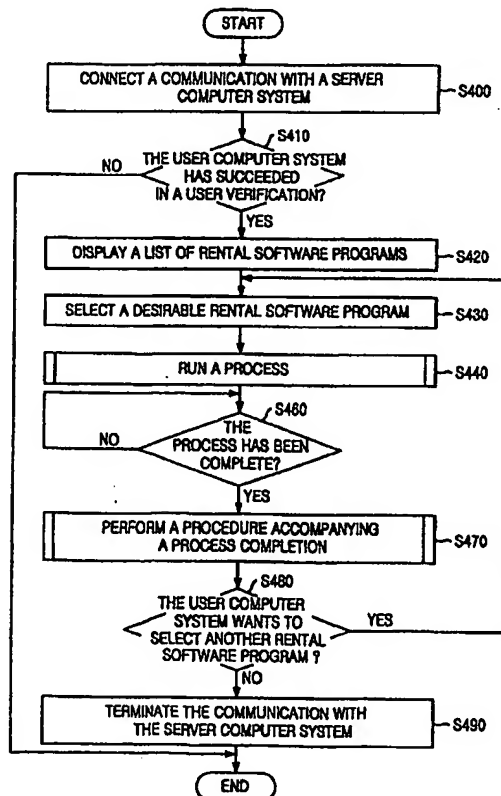 START
CONNECT A COMMUNICATION WITH A SERVER
COMPUTER SYSTEM
S400
S410
NO
THE USER COMPUTER SYSTEM
HAS SUCCEEDED
IN A USER VERIFICATION?
YES
DISPLAY A LIST OF RENTAL SOFTWARE PROGRAMS
S420
SELECT A DESIRABLE RENTAL SOFTWARE PROGRAM
S430
RUN A PROCESS
S440
S460
NO
THE
PROCESS HAS BEEN
COMPLETE?
YES
PERFORM A PROCEDURE ACCOMPANYING
A PROCESS COMPLETION
S470
S480
THE USER COMPUTER
SYSTEM WANTS TO
SELECT ANOTHER RENTAL
SOFTWARE PROGRAM ?
YES
NO
TERMINATE THE COMMUNICATION WITH
THE SERVER COMPUTER SYSTEM
S490
END